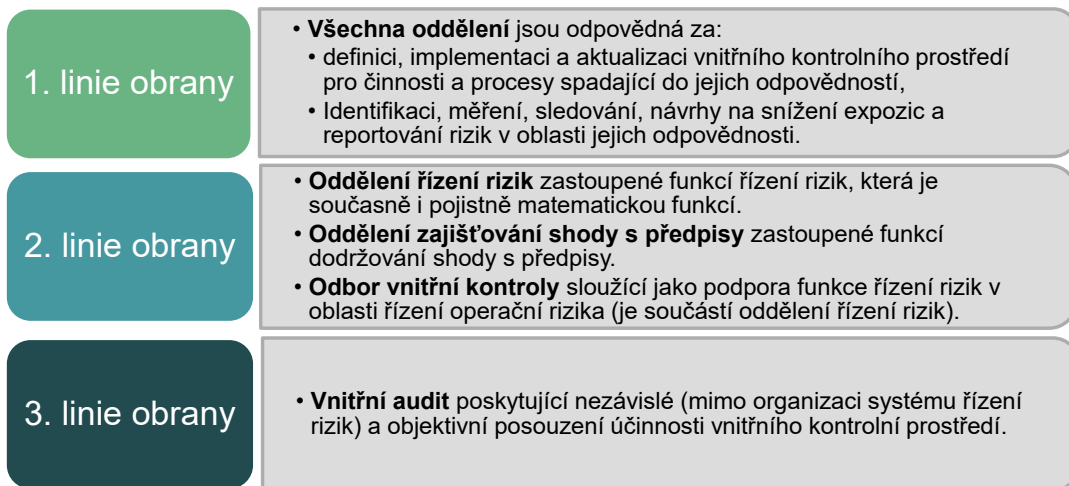 1. linie obrany
• Všechna oddělení jsou odpovědná za:
• definici, implementaci a aktualizaci vnitřního kontrolního prostředí
pro činnosti a procesy spadající do jejich odpovědností,
• Identifikaci, měření, sledování, návrhy na snížení expozic a
reportování rizik v oblasti jejich odpovědnosti.
2. linie obrany
• Oddělení řízení rizik zastoupené funkcí řízení rizik, která je
současně i pojistně matematickou funkcí.
• Oddělení zajišťování shody s předpisy zastoupené funkcí
dodržování shody s předpisy.
• Odbor vnitřní kontroly sloužící jako podpora funkce řízení rizik v
oblasti řízení operační rizika (je součástí oddělení řízení rizik).
3. linie obrany
• Vnitřní audit poskytující nezávislé (mimo organizaci systému řízení
rizik) a objektivní posouzení účinnosti vnitřního kontrolní prostředí.